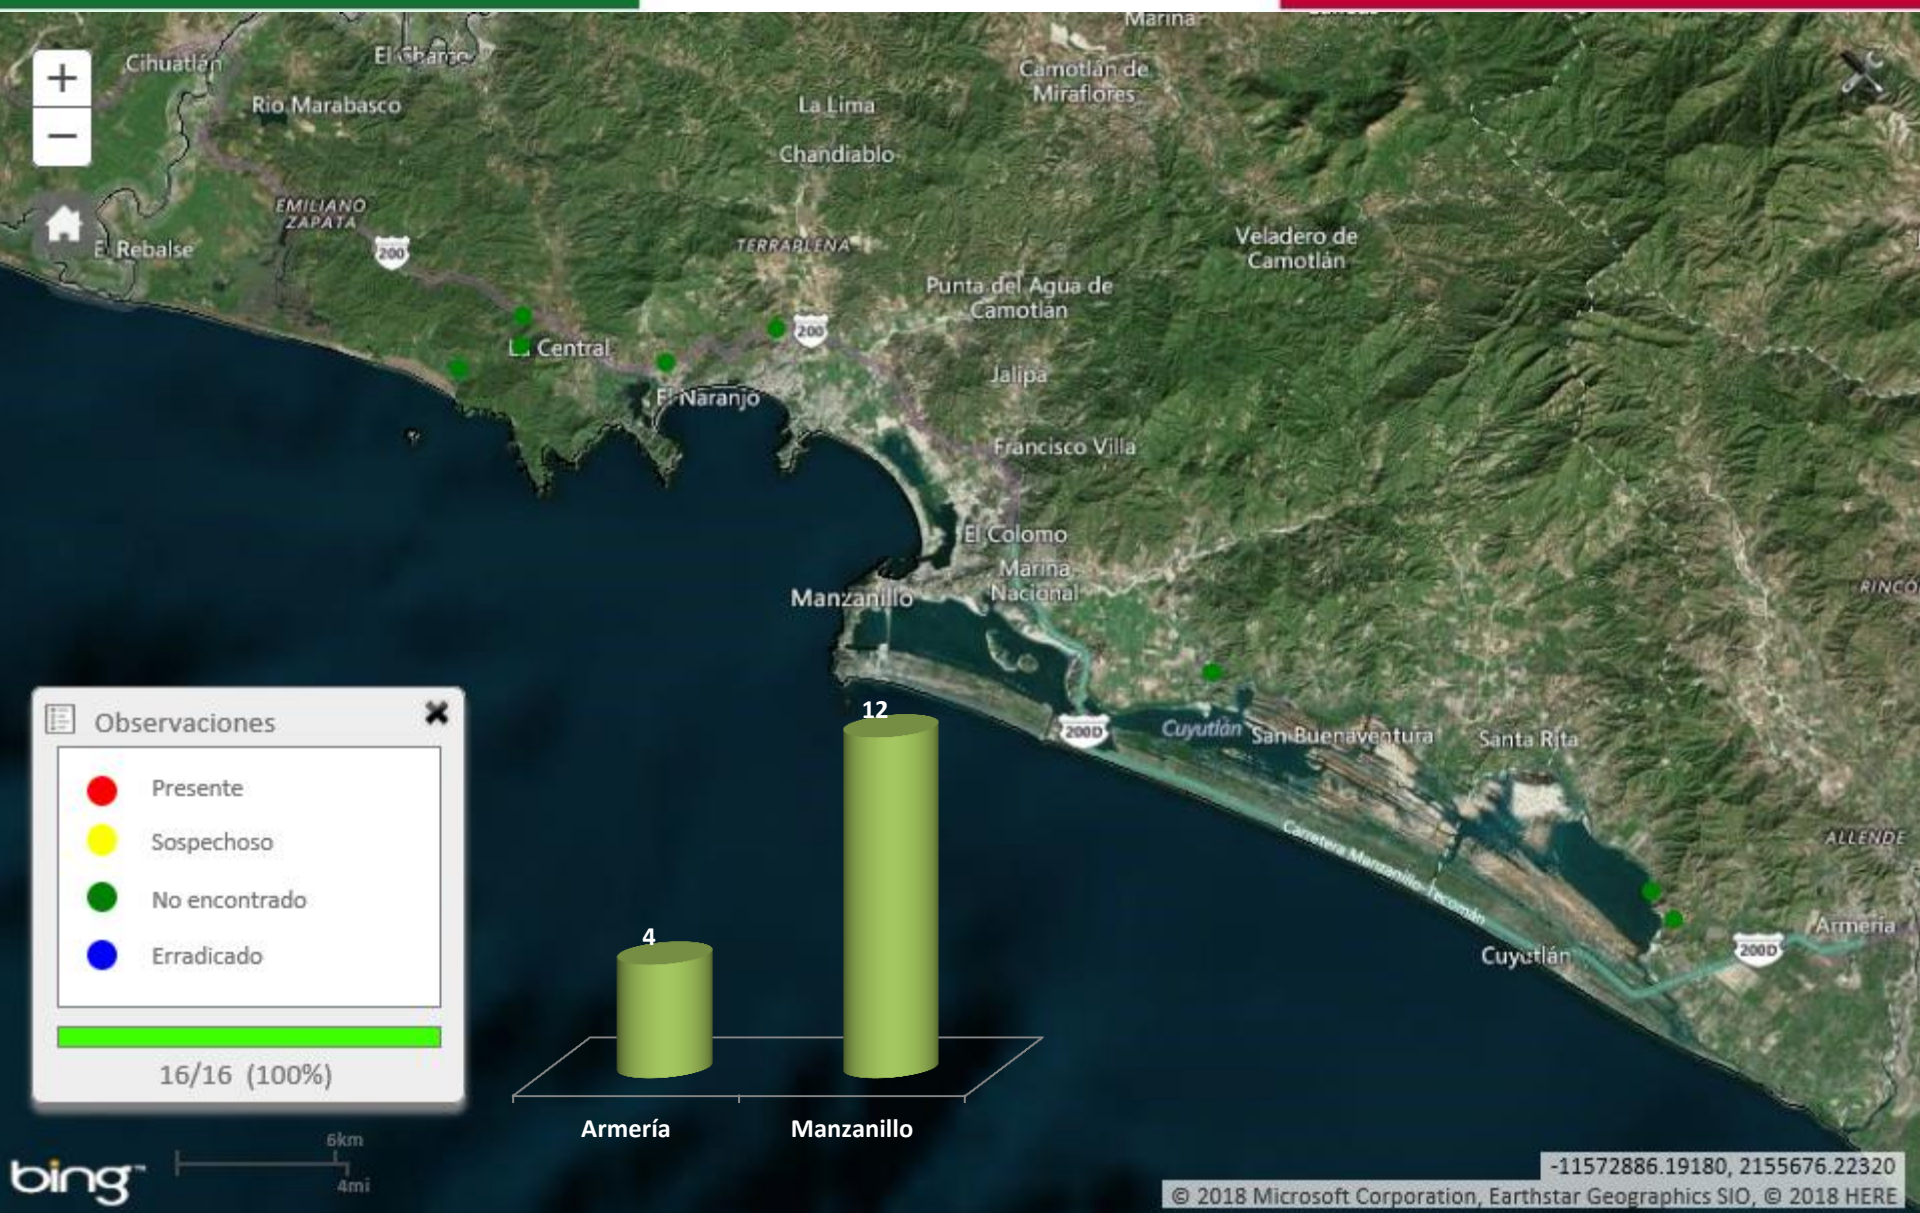 Marina
Cihuatlán
El Charco
Camotlán de
Miraflores
Rio Marabasco
La Lima
Chandiablo
EMILIANO
ZAPATA
200
El Rebalse
TERRAPLENA
Veladero de
Camotlán
Punta del Agua de
Camotlán
200
La Central
Jalipa
El Naranjo
Francisco Villa
El Colomo
Marina
Nacional
Manzanillo
RINCÓ
200D
Cuyutlán
San Buenaventura
Santa Rita
Carretera Manzanillo-Tecomán
ALLENDE
Armería
200D
Cuyutlán
Observaciones
Presente
Sospechoso
No encontrado
Erradicado
16/16 (100%)
12
4
Armería
Manzanillo
6km
4mi
bing™
-11572886.19180, 2155676.22320
© 2018 Microsoft Corporation, Earthstar Geographics SIO, © 2018 HERE